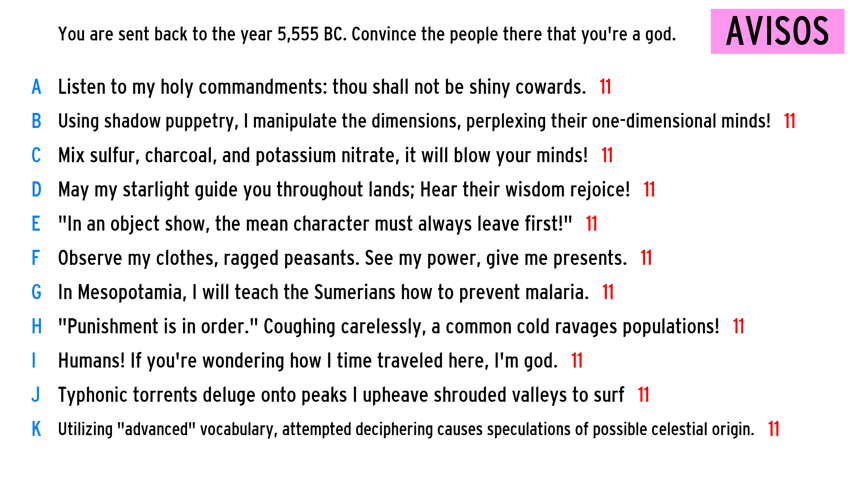 You are sent back to the year 5,555 BC. Convince the people there that you're a god.
AVISOS
A Listen to my holy commandments: thou shall not be shiny cowards. 11
B Using shadow puppetry, I manipulate the dimensions, perplexing their one-dimensional minds! 11
C Mix sulfur, charcoal, and potassium nitrate, it will blow your minds! 11
D May my starlight guide you throughout lands; Hear their wisdom rejoice! 11
E "In an object show, the mean character must always leave first!" 11
F Observe my clothes, ragged peasants. See my power, give me presents. 11
G In Mesopotamia, I will teach the Sumerians how to prevent malaria. 11
H "Punishment is in order." Coughing carelessly, a common cold ravages populations! 11
I Humans! If you're wondering how I time traveled here, I'm god. 11
J Typhonic torrents deluge onto peaks I upheave shrouded valleys to surf 11
K Utilizing "advanced" vocabulary, attempted deciphering causes speculations of possible celestial origin. 11